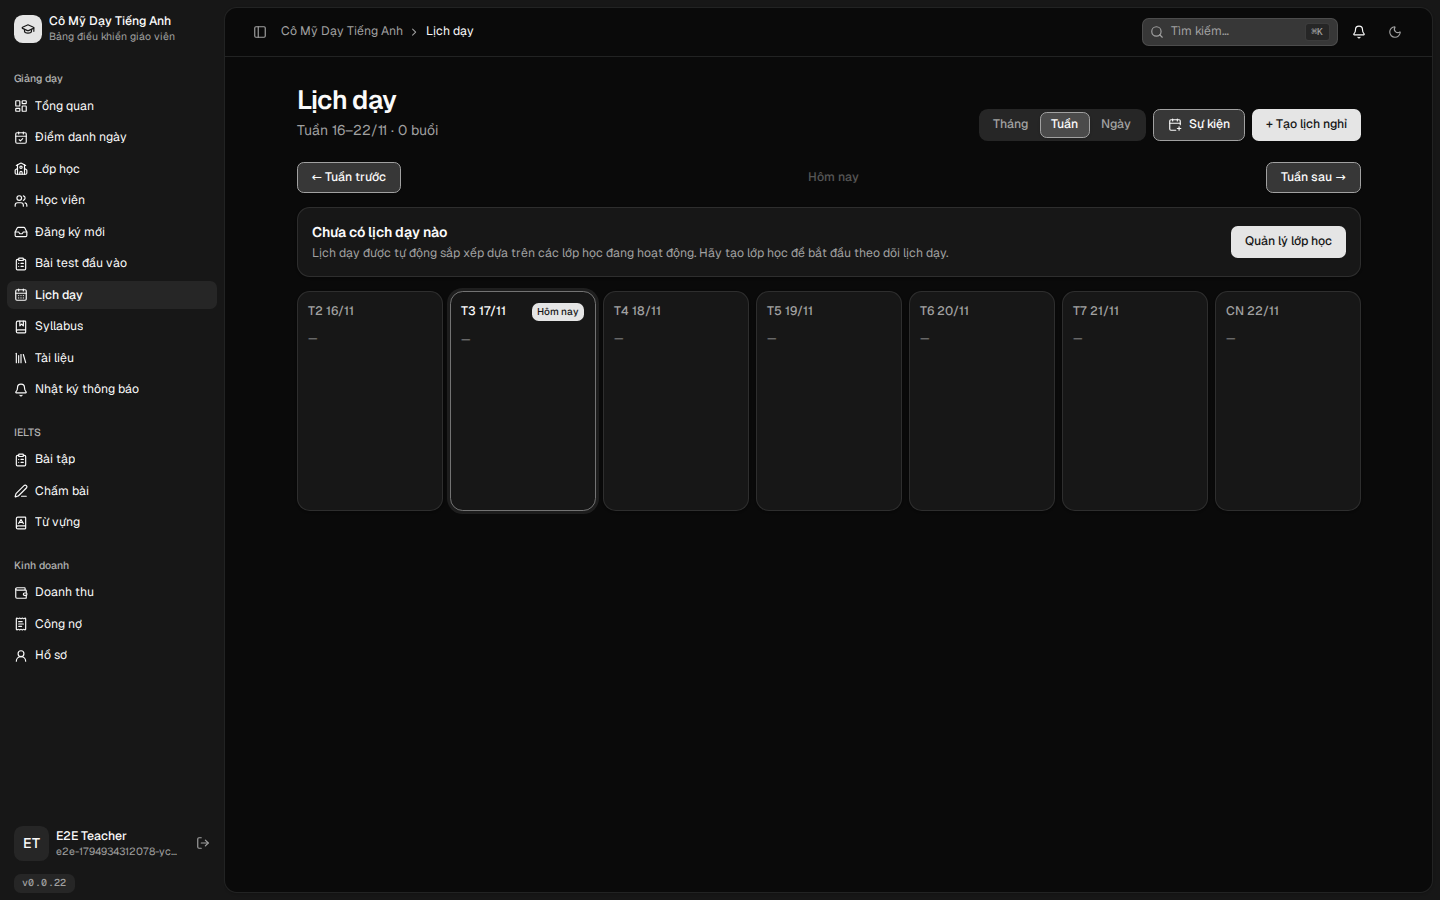 Cô Mỹ Dạy Tiếng Anh
Bảng điều khiển giáo viên
Giảng dạy
Tổng quan
Điểm danh ngày
Lớp học
Học viên
Đăng ký mới
Bài test đầu vào
Lịch dạy
Syllabus
Tài liệu
Nhật ký thông báo
IELTS
Bài tập
Chấm bài
Từ vựng
Kinh doanh
Doanh thu
Công nợ
Hồ sơ
ET
E2E Teacher
e2e-1794934312078-yc...
v0.0.22
Cô Mỹ Dạy Tiếng Anh > Lịch dạy
Tìm kiếm...
⌘K
Lịch dạy
Tuần 16–22/11 · 0 buổi
Tháng
Tuần
Ngày
Sự kiện
+ Tạo lịch nghỉ
← Tuần trước
Hôm nay
Tuần sau →
Chưa có lịch dạy nào
Lịch dạy được tự động sắp xếp dựa trên các lớp học đang hoạt động. Hãy tạo lớp học để bắt đầu theo dõi lịch dạy.
Quản lý lớp học
T2 16/11
—
T3 17/11
Hôm nay
—
T4 18/11
—
T5 19/11
—
T6 20/11
—
T7 21/11
—
CN 22/11
—